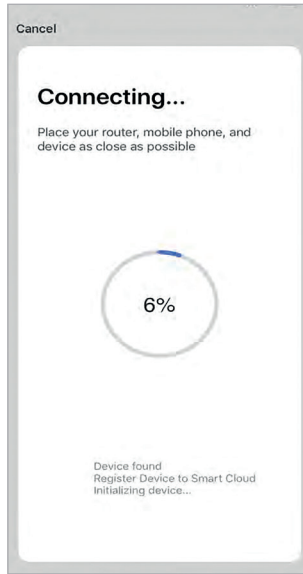 Cancel
Connecting...
Place your router, mobile phone, and
device as close as possible
6%
Device found
Register Device to Smart Cloud
Initializing device...